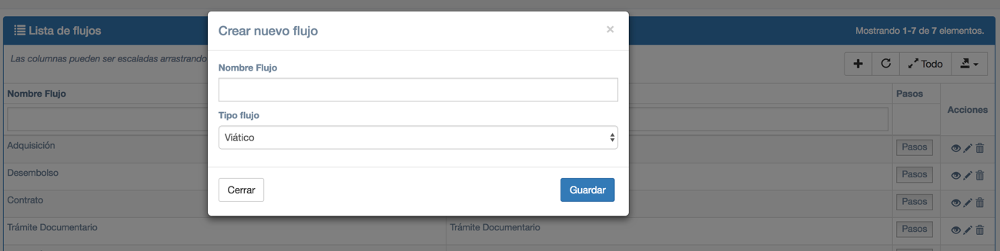 Crear nuevo flujo ×
Lista de flujos
Mostrando 1-7 de 7 elementos.
Las columnas pueden ser escaladas arrastrando
Todo
Nombre Flujo
Tipo flujo
Viático
Cerrar
Guardar
Nombre Flujo
Pasos
Acciones
Adquisición
Pasos
Desembolso
Pasos
Contrato
Pasos
Trámite Documentario Trámite Documentario
Pasos